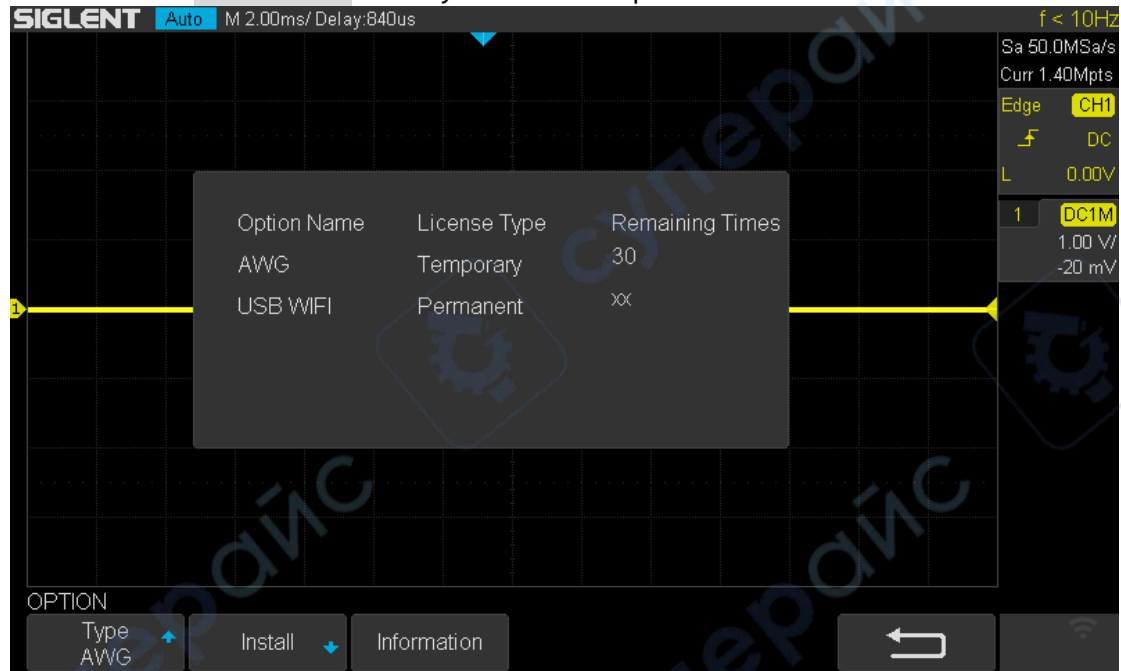 SIGLENT Auto M 2.00ms/ Delay:840us f < 10Hz
Sa 50.0MSa/s
Curr 1.40Mpts
Edge CH1
DC
L 0.00V
1 DC1M
1.00 V/
-20 mV
Option Name License Type Remaining Times
AWG Temporary 30
USB WIFI Permanent xx
1
OPTION
Type
AWG
Install
Information
суперайс